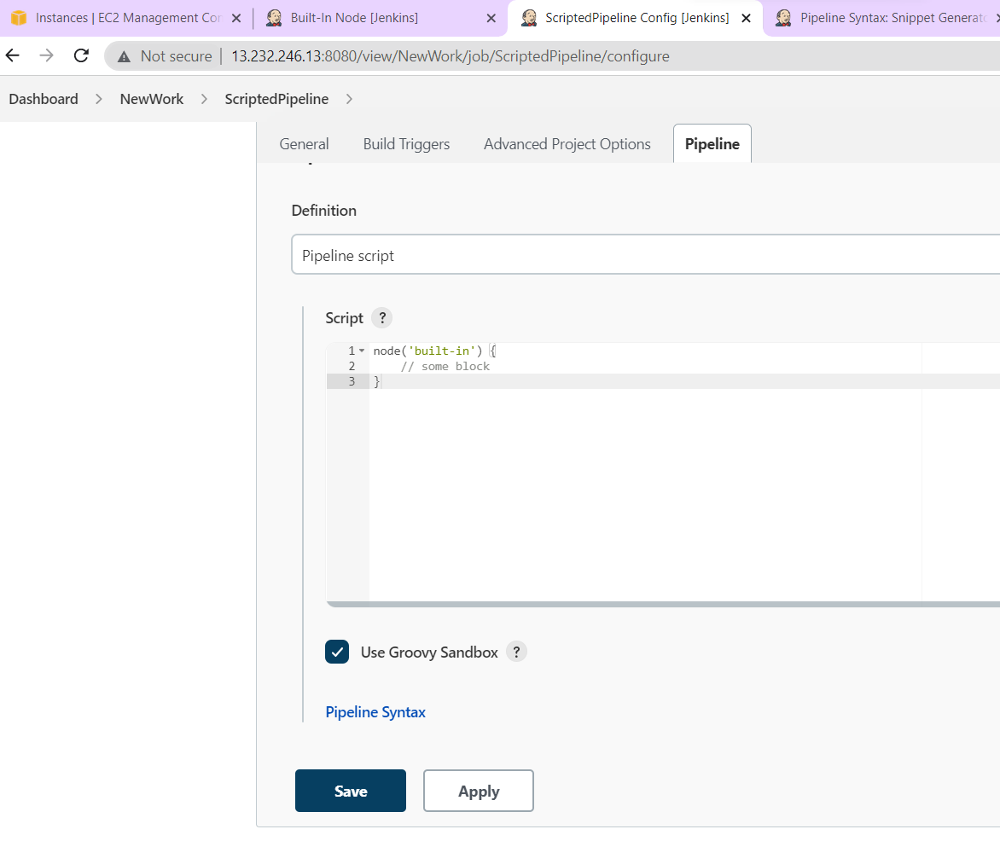 Instances | EC2 Management Con
Built-In Node [Jenkins]
ScriptedPipeline Config [Jenkins]
Pipeline Syntax: Snippet Generato
Not secure | 13.232.246.13:8080/view/NewWork/job/ScriptedPipeline/configure
Dashboard > NewWork > ScriptedPipeline >
General Build Triggers Advanced Project Options Pipeline
Definition
Pipeline script
Script ?
1 node('built-in') {
2 // some block
3 }
Use Groovy Sandbox ?
Pipeline Syntax
Save Apply